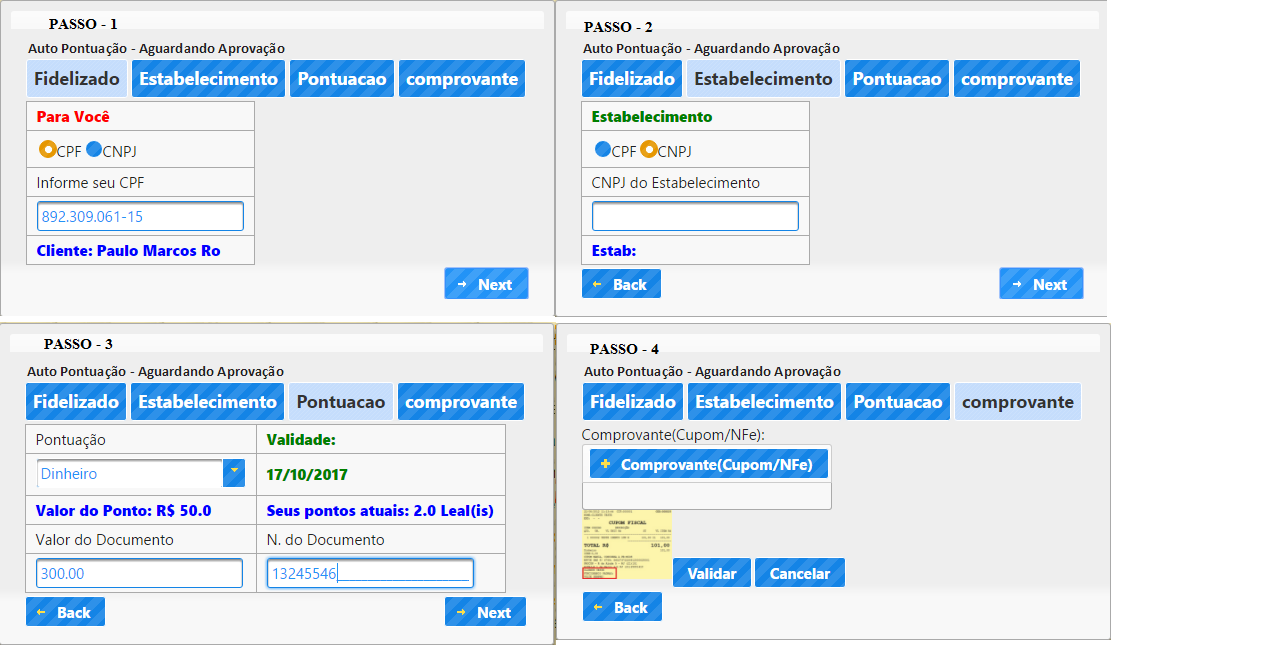 PASSO - 1
Auto Pontuação - Aguardando Aprovação
Fidelizado Estabelecimento Pontuacao comprovante
Para Você
CPF CNPJ
Informe seu CPF
892.309.061-15
Cliente: Paulo Marcos Ro
Next
PASSO - 2
Auto Pontuação - Aguardando Aprovação
Fidelizado Estabelecimento Pontuacao comprovante
Estabelecimento
CPF CNPJ
CNPJ do Estabelecimento
Estab:
Back Next
PASSO - 3
Auto Pontuação - Aguardando Aprovação
Fidelizado Estabelecimento Pontuacao comprovante
Pontuação Validade:
Dinheiro 17/10/2017
Valor do Ponto: R$ 50.0 Seus pontos atuais: 2.0 Leal(is)
Valor do Documento N. do Documento
300.00 13245546
Back Next
PASSO - 4
Auto Pontuação - Aguardando Aprovação
Fidelizado Estabelecimento Pontuacao comprovante
Comprovante(Cupom/NFe):
Comprovante(Cupom/NFe)
CUPOM FISCAL
TOTAL R$ 101,00
Validar Cancelar
Back